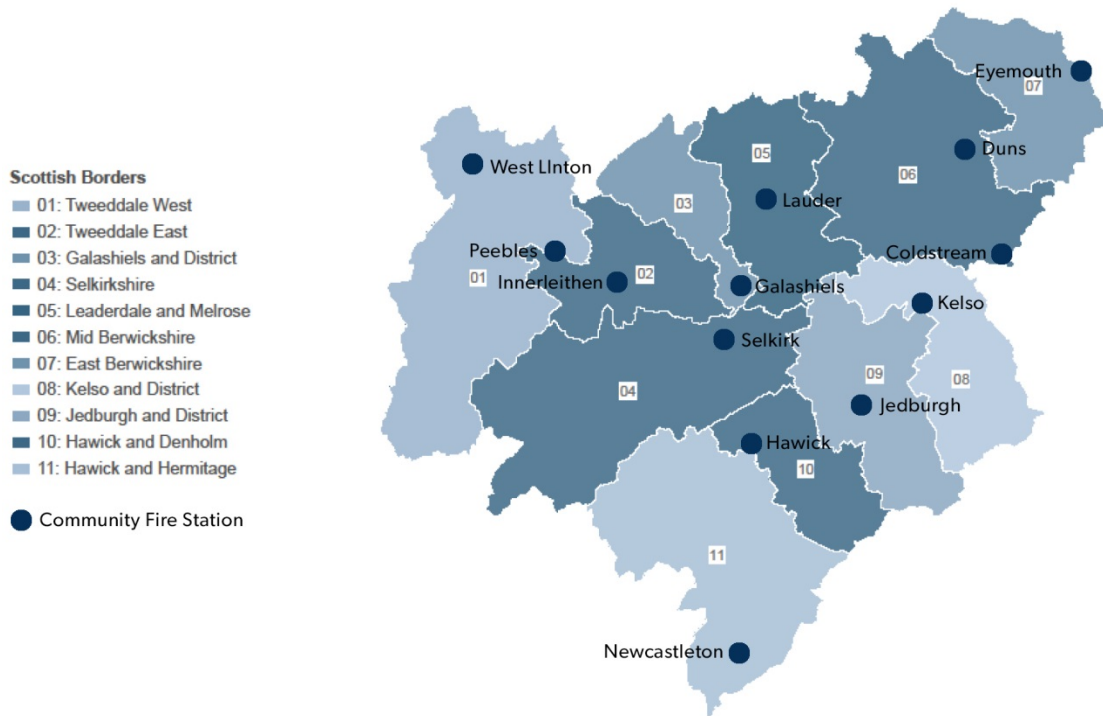 Scottish Borders
01: Tweeddale West
02: Tweeddale East
03: Galashiels and District
04: Selkirkshire
05: Leaderdale and Melrose
06: Mid Berwickshire
07: East Berwickshire
08: Kelso and District
09: Jedburgh and District
10: Hawick and Denholm
11: Hawick and Hermitage
Community Fire Station
Eyemouth
07
Duns
05
West LInton
06
03
Lauder
Peebles
Coldstream
01
Innerleithen
02
Galashiels
Kelso
Selkirk
09
08
04
Jedburgh
Hawick
10
11
Newcastleton